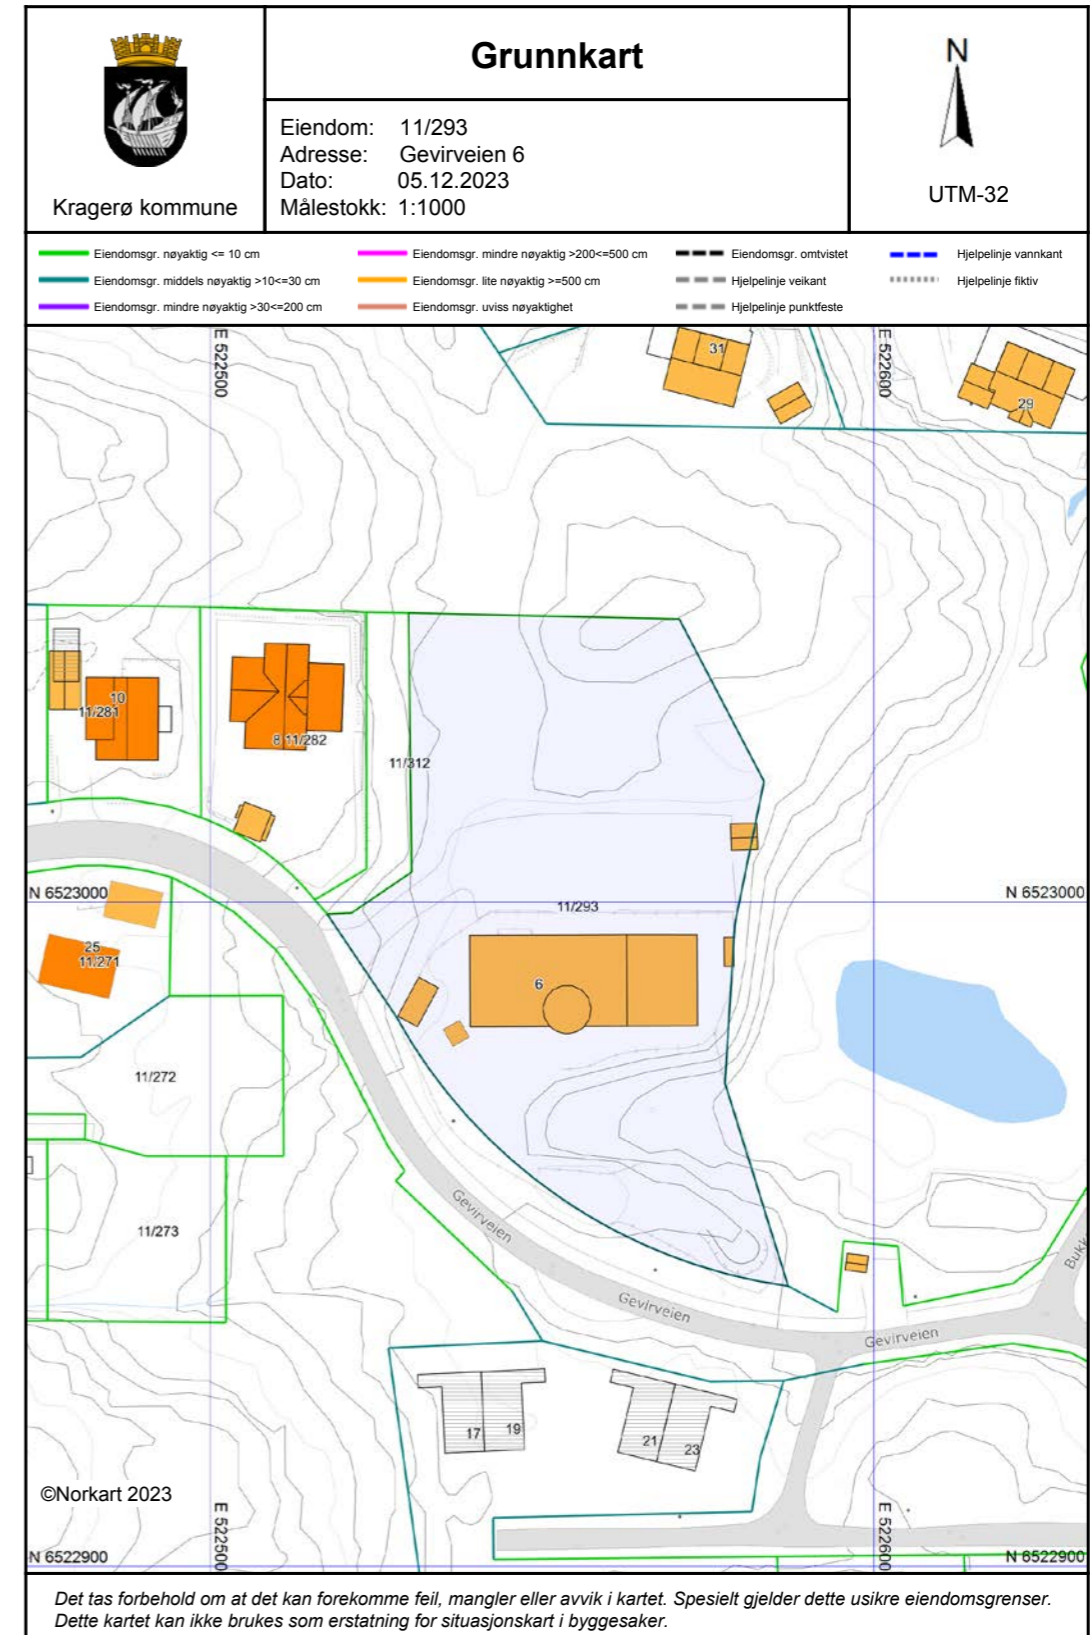 Kragerø kommune
Grunnkart
Eiendom: 11/293
Adresse: Gevirveien 6
Dato: 05.12.2023
Målestokk: 1:1000
N
UTM-32
Eiendomsgr. nøyaktig <= 10 cm
Eiendomsgr. middels nøyaktig >10<=30 cm
Eiendomsgr. mindre nøyaktig >30<=200 cm
Eiendomsgr. mindre nøyaktig >200<=500 cm
Eiendomsgr. lite nøyaktig >=500 cm
Eiendomsgr. uviss nøyaktighet
Eiendomsgr. omtvistet
Hjelpelinje veikant
Hjelpelinje punktfeste
Hjelpelinje vannkant
Hjelpelinje fiktiv
E 522500
E 522600
31
29
10
11/281
8 11/282
11/312
N 6523000
11/293
N 6523000
25
11/271
6
11/272
11/273
Gevirveien
Gevirveien
Gevirveien
Bukk
17
19
21
23
©Norkart 2023
E 522500
E 522600
N 6522900
N 6522900
Det tas forbehold om at det kan forekomme feil, mangler eller avvik i kartet. Spesielt gjelder dette usikre eiendomsgrenser.
Dette kartet kan ikke brukes som erstatning for situasjonskart i byggesaker.